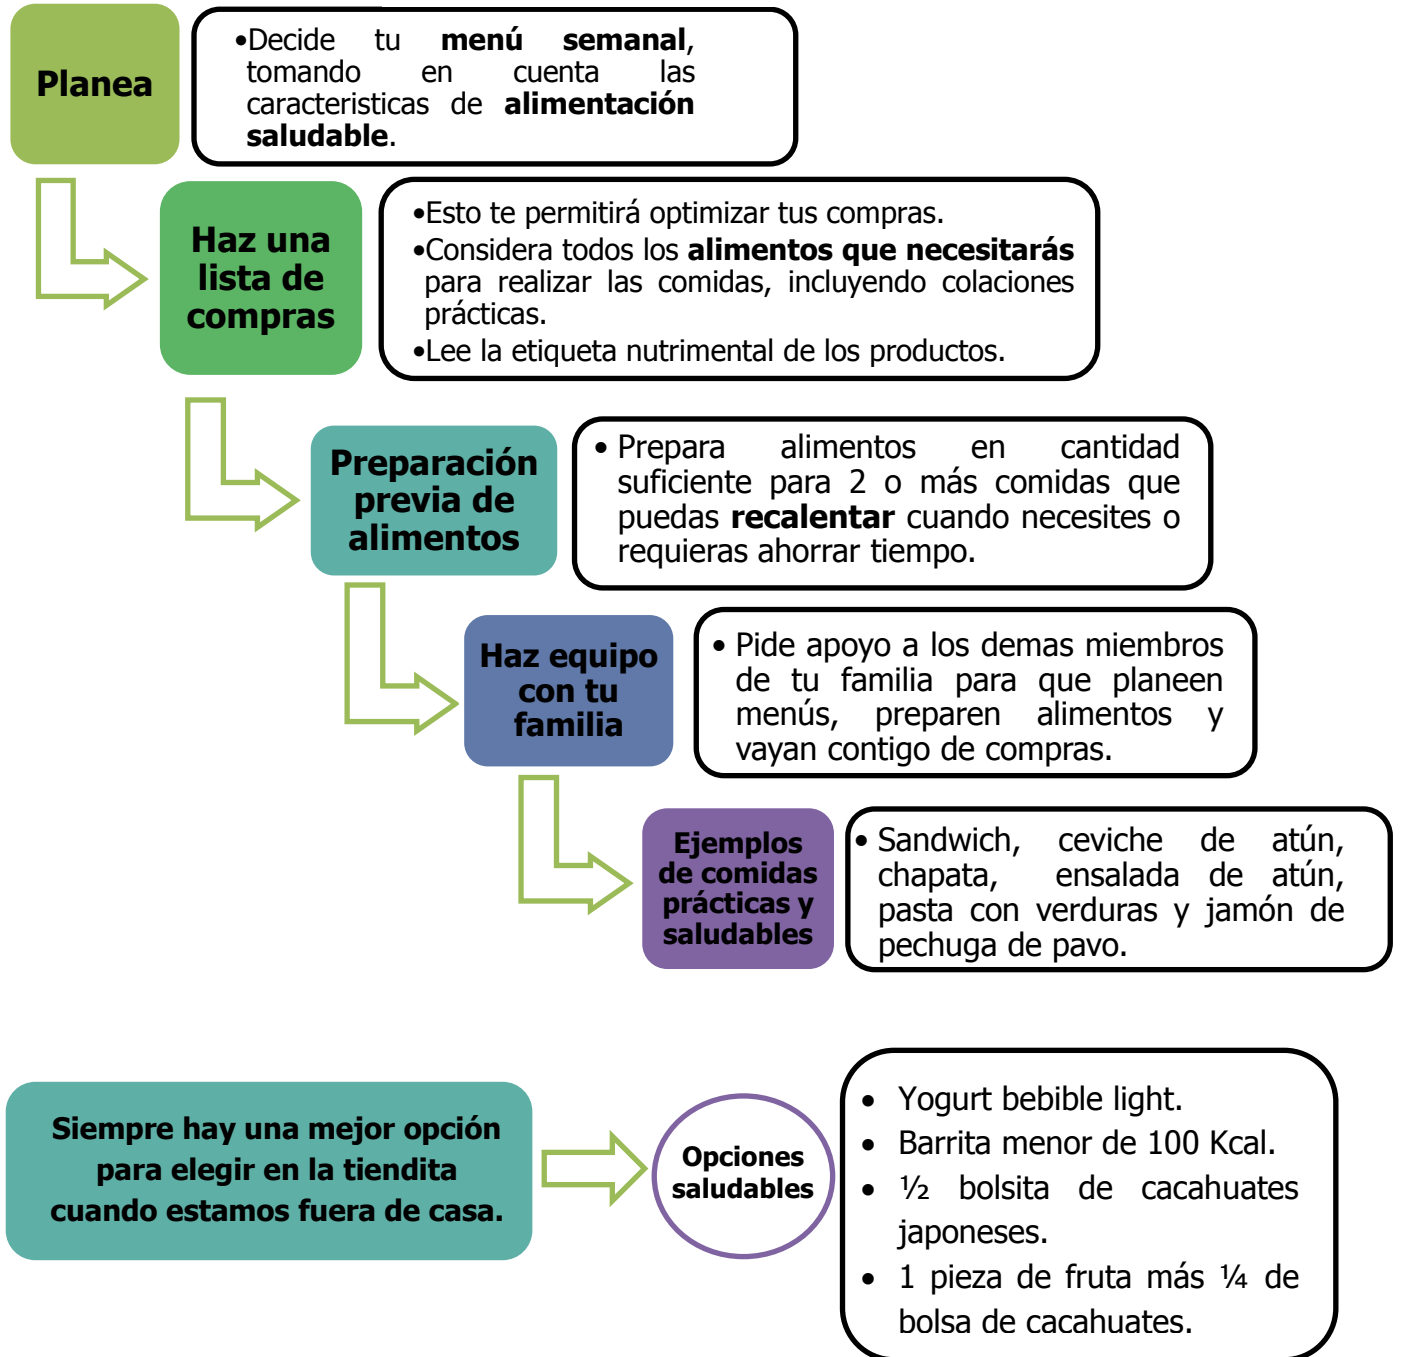 Planea
•Decide tu menú semanal,
tomando en cuenta las
caracteristicas de alimentación
saludable.
Haz una
lista de
compras
•Esto te permitirá optimizar tus compras.
•Considera todos los alimentos que necesitarás
para realizar las comidas, incluyendo colaciones
prácticas.
•Lee la etiqueta nutrimental de los productos.
Preparación
previa de
alimentos
• Prepara alimentos en cantidad
suficiente para 2 o más comidas que
puedas recalentar cuando necesites o
requieras ahorrar tiempo.
Haz equipo
con tu
familia
• Pide apoyo a los demas miembros
de tu familia para que planeen
menús, preparen alimentos y
vayan contigo de compras.
Ejemplos
de comidas
prácticas y
saludables
• Sandwich, ceviche de atún,
chapata, ensalada de atún,
pasta con verduras y jamón de
pechuga de pavo.
Siempre hay una mejor opción
para elegir en la tiendita
cuando estamos fuera de casa.
Opciones
saludables
• Yogurt bebible light.
• Barrita menor de 100 Kcal.
• ½ bolsita de cacahuates
japoneses.
• 1 pieza de fruta más ¼ de
bolsa de cacahuates.